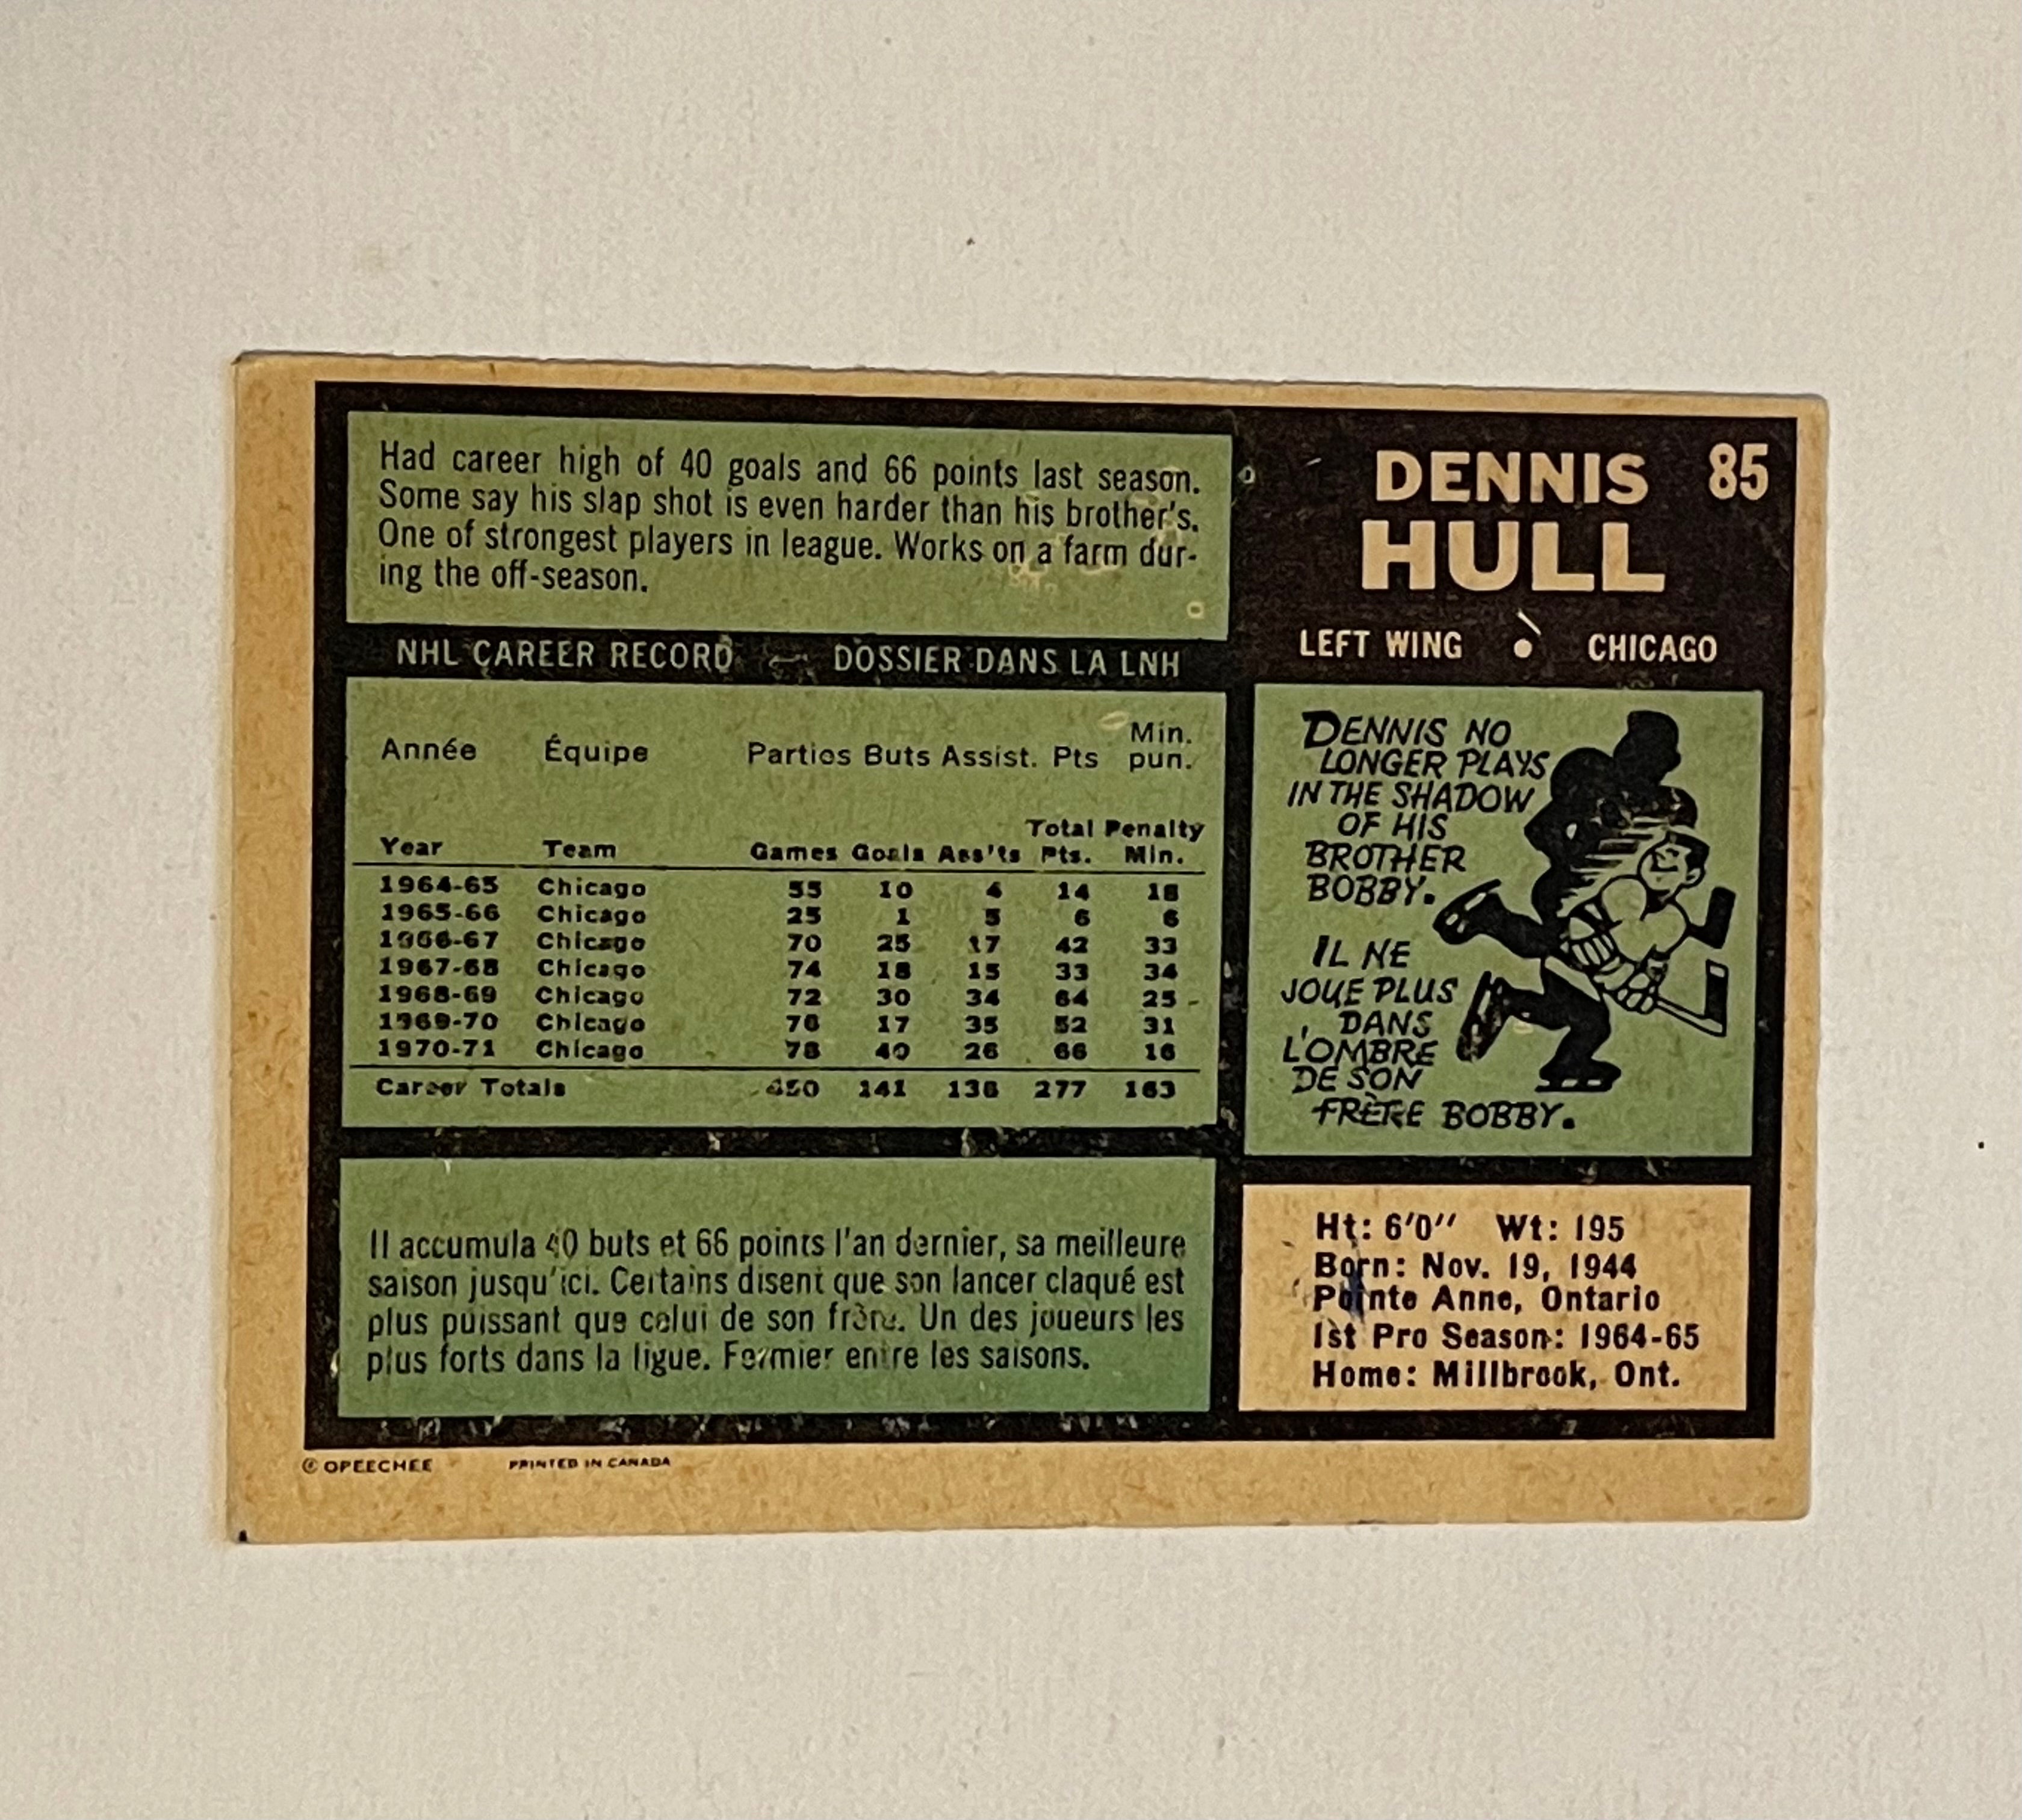 Had career high of 40 goals and 66 points last season.
Some say his slap shot is even harder than his brother's.
One of strongest players in league. Works on a farm dur-
ing the off-season.
NHL CAREER RECORD — DOSSIER DANS LA LNH
Année Équipe Parties Buts Assist. Pts Min. pun.
Year Team Games Goals Ass'ts Total Pts. Penalty Min.
1964-65 Chicago 55 10 4 14 18
1965-66 Chicago 25 1 5 6 6
1966-67 Chicago 70 25 17 42 33
1967-68 Chicago 74 18 15 33 34
1968-69 Chicago 72 30 34 64 25
1969-70 Chicago 76 17 35 52 31
1970-71 Chicago 78 40 26 66 16
Career Totals 450 141 136 277 163
Il accumula 40 buts et 66 points l'an dernier, sa meilleure
saison jusqu'ici. Certains disent que son lancer claqué est
plus puissant que celui de son frère. Un des joueurs les
plus forts dans la ligue. Fermier entre les saisons.
© OPEECHEE PRINTED IN CANADA
DENNIS 85
HULL
LEFT WING CHICAGO
DENNIS NO
LONGER PLAYS
IN THE SHADOW
OF HIS
BROTHER
BOBBY.
IL NE
JOUE PLUS
DANS
L'OMBRE
DE SON
FRÈRE BOBBY.
Ht: 6'0" Wt: 195
Born: Nov. 19, 1944
Pointe Anne, Ontario
1st Pro Season: 1964-65
Home: Millbrook, Ont.